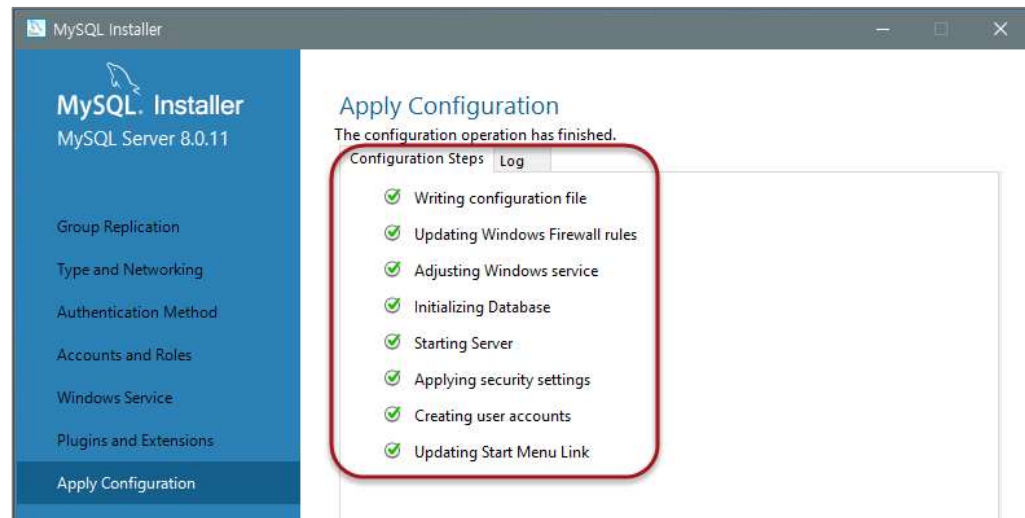 MySQL Installer
MySQL. Installer
MySQL Server 8.0.11
Group Replication
Type and Networking
Authentication Method
Accounts and Roles
Windows Service
Plugins and Extensions
Apply Configuration
Apply Configuration
The configuration operation has finished.
Configuration Steps Log
Writing configuration file
Updating Windows Firewall rules
Adjusting Windows service
Initializing Database
Starting Server
Applying security settings
Creating user accounts
Updating Start Menu Link